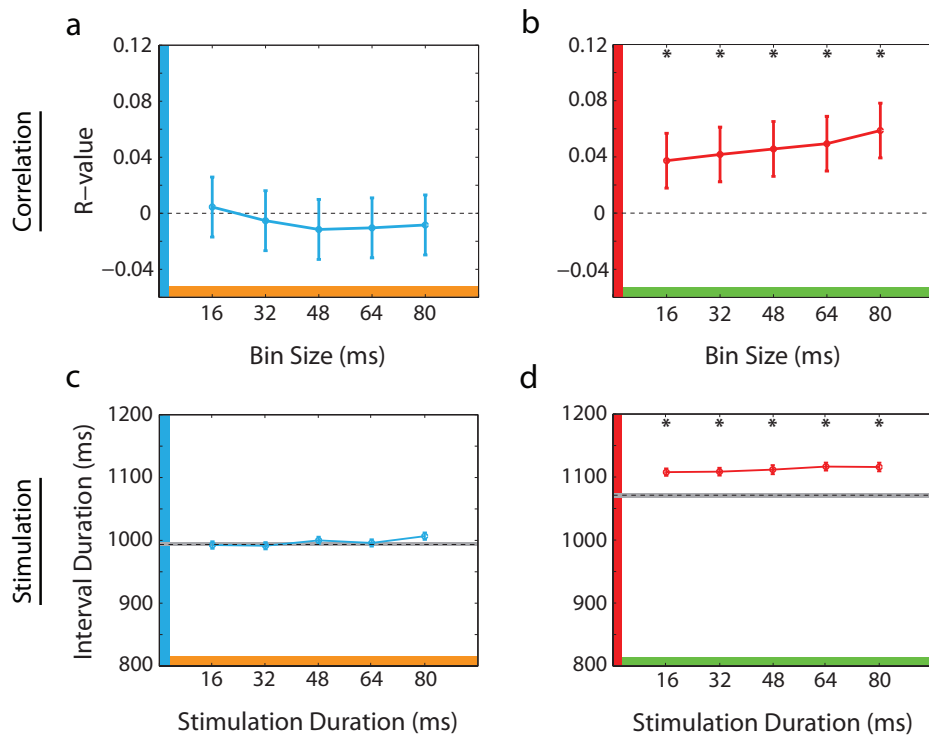 a
b
Correlation
R−value
0.12
0.08
0.04
0
−0.04
16 32 48 64 80
Bin Size (ms)
0.12
0.08
0.04
0
−0.04
* * * * *
16 32 48 64 80
Bin Size (ms)
c
d
Stimulation
Interval Duration (ms)
1200
1100
1000
900
800
16 32 48 64 80
Stimulation Duration (ms)
1200
1100
1000
900
800
* * * * *
16 32 48 64 80
Stimulation Duration (ms)